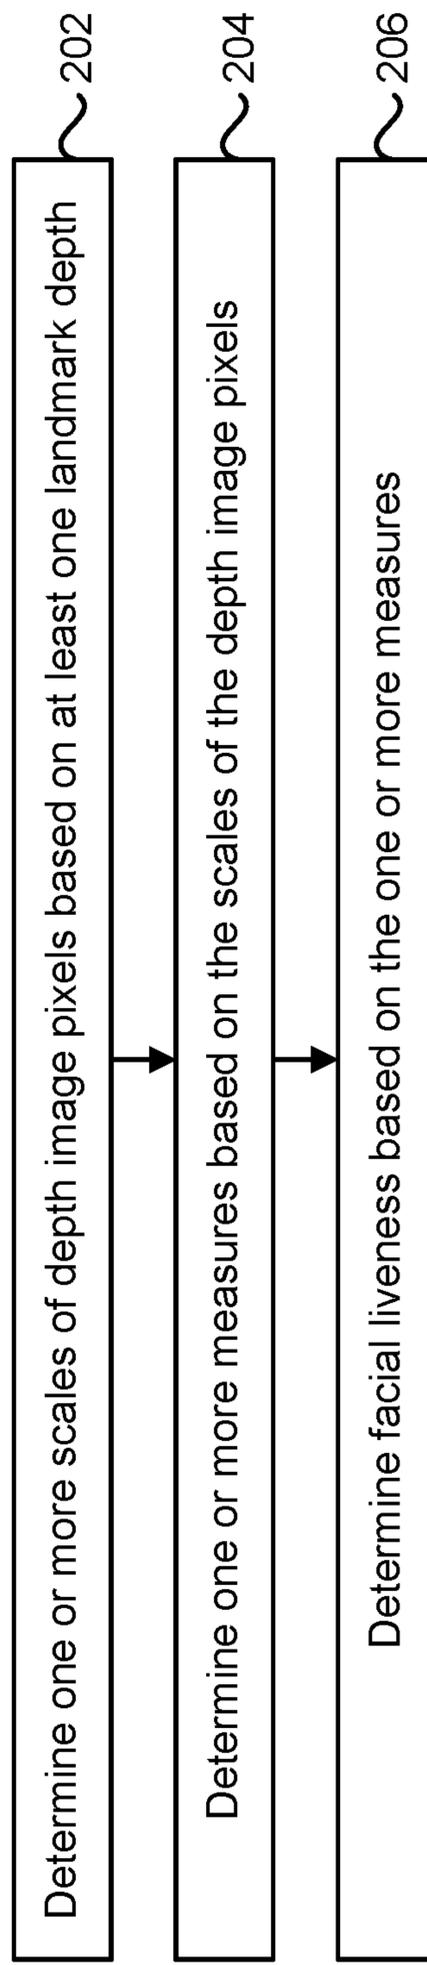 Determine one or more scales of depth image pixels based on at least one landmark depth
202
Determine one or more measures based on the scales of the depth image pixels
204
Determine facial liveness based on the one or more measures
206